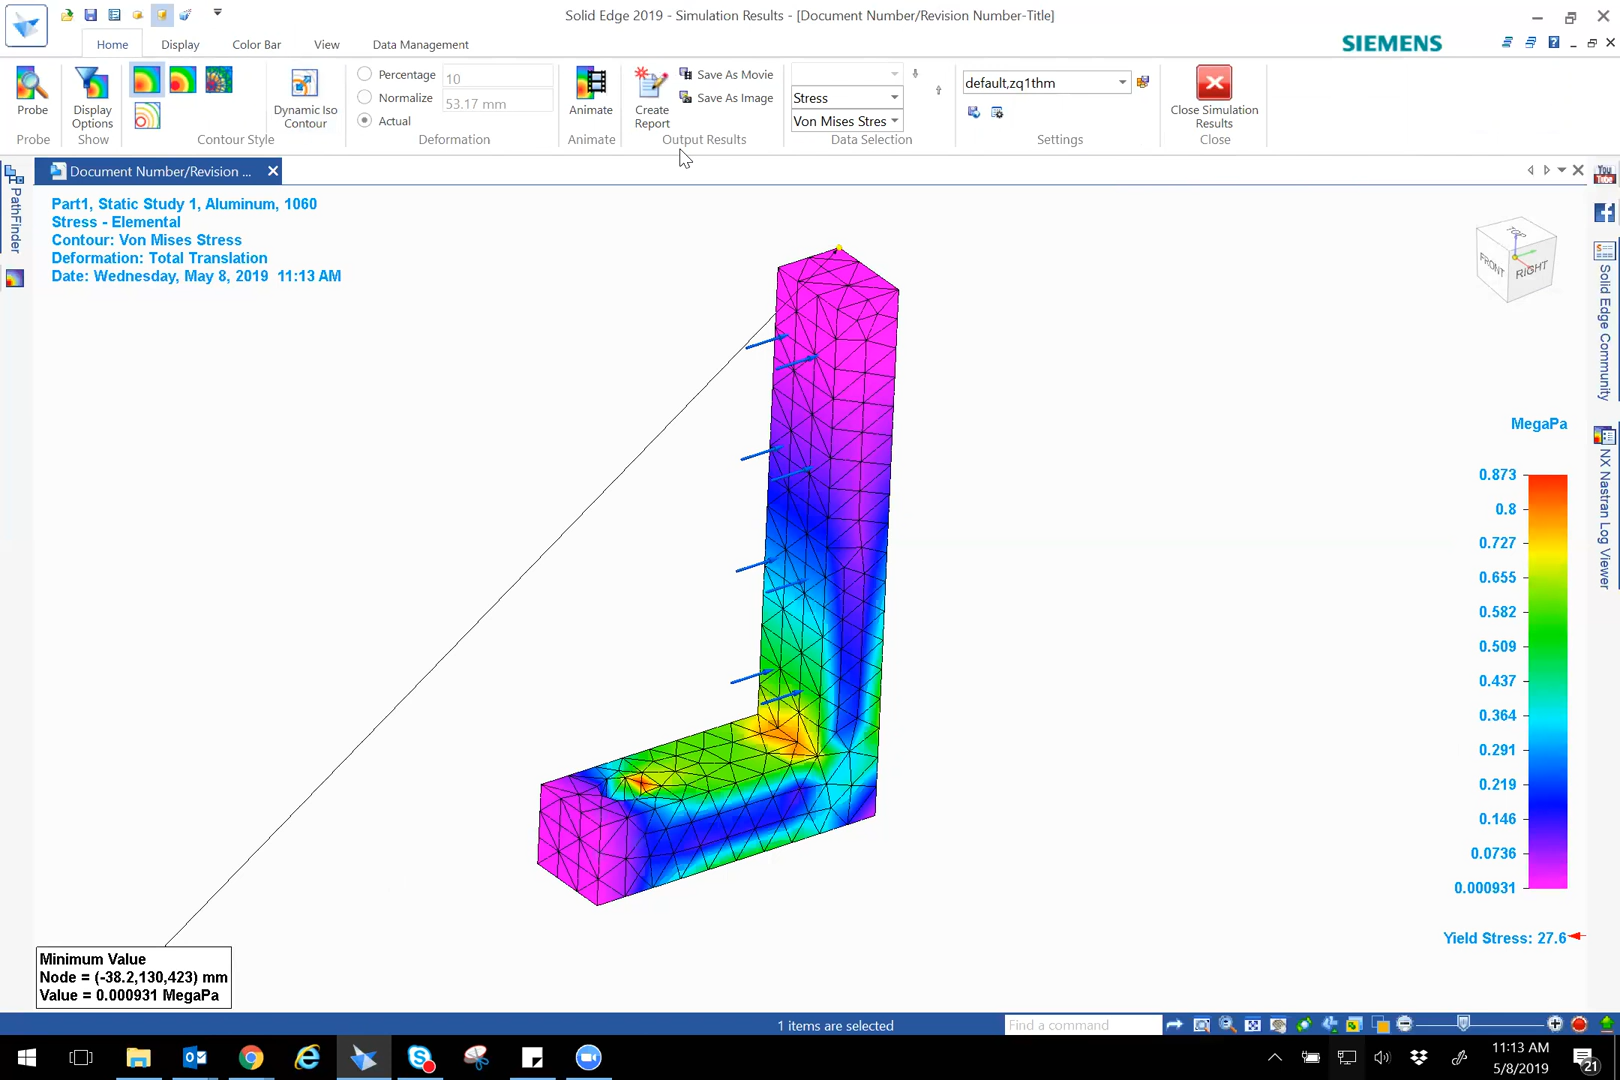 Solid Edge 2019 - Simulation Results - [Document Number/Revision Number-Title]
Home
Display
Color Bar
View
Data Management
SIEMENS
Probe
Display Options
Dynamic Iso Contour
Percentage
10
Normalize
53.17 mm
Actual
Animate
Create Report
Save As Movie
Save As Image
Stress
Von Mises Stres
default,zq1thm
Close Simulation Results
Probe
Show
Contour Style
Deformation
Animate
Output Results
Data Selection
Settings
Close
Document Number/Revision ...
PathFinder
Part1, Static Study 1, Aluminum, 1060
Stress - Elemental
Contour: Von Mises Stress
Deformation: Total Translation
Date: Wednesday, May 8, 2019 11:13 AM
TOP
FRONT
RIGHT
You
Tube
Solid Edge Community
NX Nastran Log Viewer
MegaPa
0.873
0.8
0.727
0.655
0.582
0.509
0.437
0.364
0.291
0.219
0.146
0.0736
0.000931
Yield Stress: 27.6
Minimum Value
Node = (-38.2,130,423) mm
Value = 0.000931 MegaPa
1 items are selected
Find a command
11:13 AM
5/8/2019
21